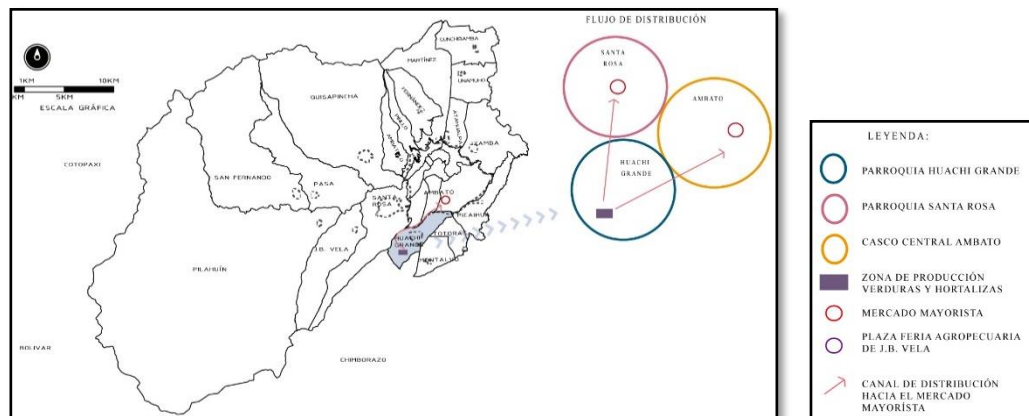 FLUJO DE DISTRIBUCIÓN
1KM 10KM
KM 5KM
ESCALA GRÁFICA
COTOPAXI
BOLIVAR
CHIMBORAZO
QUISAPINCHA
MARTÍNEZ
SAN FERNANDO
PASA
SANTA
ROSA
AMBATO
HUACHI
GRANDE
J.B. VELA
PILAHUÍN
PICAIHUA
TOTORAS
MONTALVO
SANTA
ROSA
AMBATO
HUACHI
GRANDE
LEYENDA:
PARROQUIA HUACHI GRANDE
PARROQUIA SANTA ROSA
CASCO CENTRAL AMBATO
ZONA DE PRODUCCIÓN
VERDURAS Y HORTALIZAS
MERCADO MAYORISTA
PLAZA FERIA AGROPECUARIA
DE J.B. VELA
CANAL DE DISTRIBUCIÓN
HACIA EL MERCADO
MAYORÍSTA